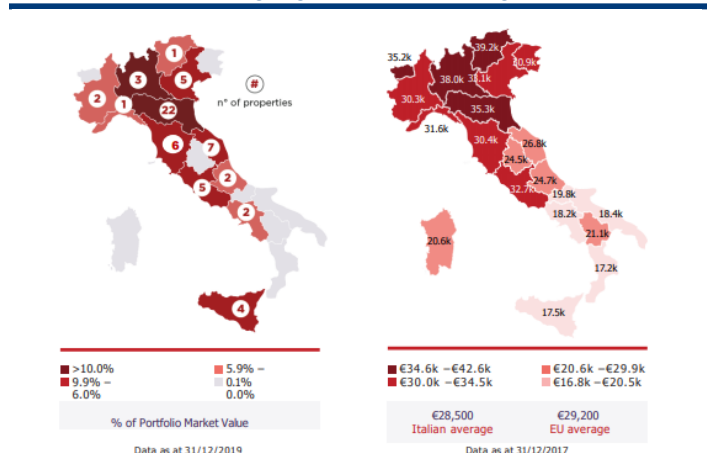 1
3
5
#
n° of properties
2
1
22
6
7
5
2
2
4
>10.0%
5.9% –
9.9% –
0.1%
6.0%
0.0%
% of Portfolio Market Value
Data as at 31/12/2019
39.2k
35.2k
38.0k
30.3k
35.3k
31.6k
30.4k
26.8k
24.5k
24.7k
32.7k
19.8k
18.2k
18.4k
21.1k
20.6k
17.2k
17.5k
€34.6k –€42.6k
€20.6k –€29.9k
€30.0k –€34.5k
€16.8k –€20.5k
€28,500
€29,200
Italian average
EU average
Data as at 31/12/2017